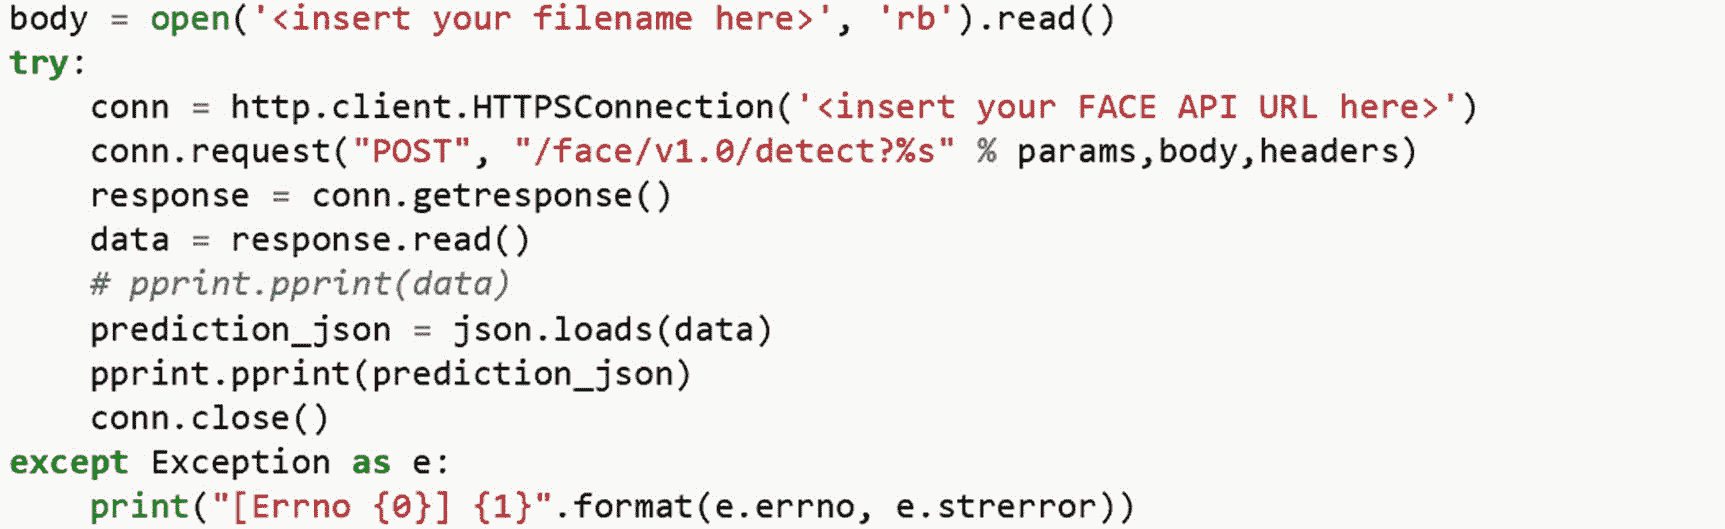 body = open('<insert your filename here>', 'rb').read()
try:
    conn = http.client.HTTPSConnection('<insert your FACE API URL here>')
    conn.request("POST", "/face/v1.0/detect?%s" % params,body,headers)
    response = conn.getresponse()
    data = response.read()
    # pprint.pprint(data)
    prediction_json = json.loads(data)
    pprint.pprint(prediction_json)
    conn.close()
except Exception as e:
    print("[Errno {0}] {1}".format(e.errno, e.strerror))